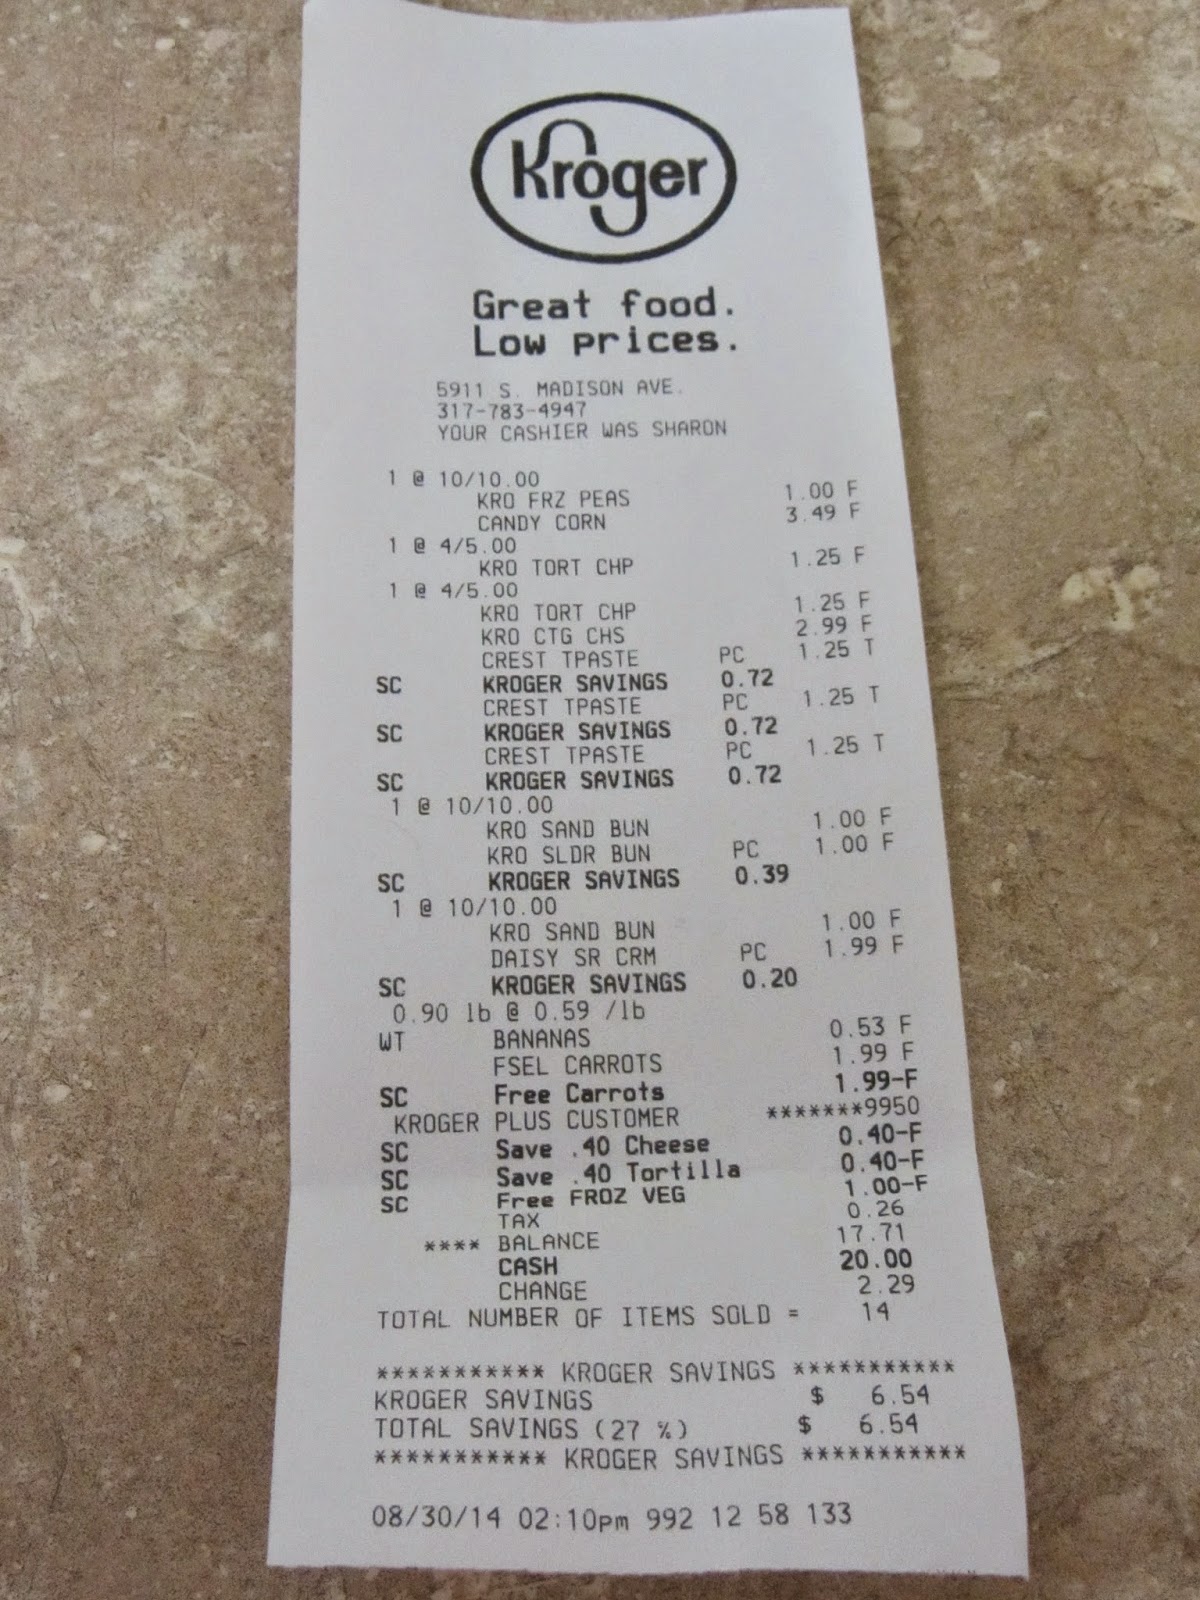 Kroger
Great food.
Low prices.
5911 S. MADISON AVE.
317-783-4947
YOUR CASHIER WAS SHARON
1 @ 10/10.00
KRO FRZ PEAS 1.00 F
CANDY CORN 3.49 F
1 @ 4/5.00
KRO TORT CHP 1.25 F
1 @ 4/5.00
KRO TORT CHP 1.25 F
KRO CTG CHS 2.99 F
CREST TPASTE PC 1.25 T
SC KROGER SAVINGS 0.72
CREST TPASTE PC 1.25 T
SC KROGER SAVINGS 0.72
CREST TPASTE PC 1.25 T
SC KROGER SAVINGS 0.72
1 @ 10/10.00
KRO SAND BUN 1.00 F
KRO SLDR BUN PC 1.00 F
SC KROGER SAVINGS 0.39
1 @ 10/10.00
KRO SAND BUN 1.00 F
DAISY SR CRM PC 1.99 F
SC KROGER SAVINGS 0.20
0.90 lb @ 0.59 /lb
WT BANANAS 0.53 F
FSEL CARROTS 1.99 F
SC Free Carrots 1.99-F
KROGER PLUS CUSTOMER *******9950
SC Save .40 Cheese 0.40-F
SC Save .40 Tortilla 0.40-F
SC Free FROZ VEG 1.00-F
TAX 0.26
**** BALANCE 17.71
CASH 20.00
CHANGE 2.29
TOTAL NUMBER OF ITEMS SOLD = 14
*********** KROGER SAVINGS ***********
KROGER SAVINGS $ 6.54
TOTAL SAVINGS (27 %) $ 6.54
*********** KROGER SAVINGS ***********
08/30/14 02:10pm 992 12 58 133